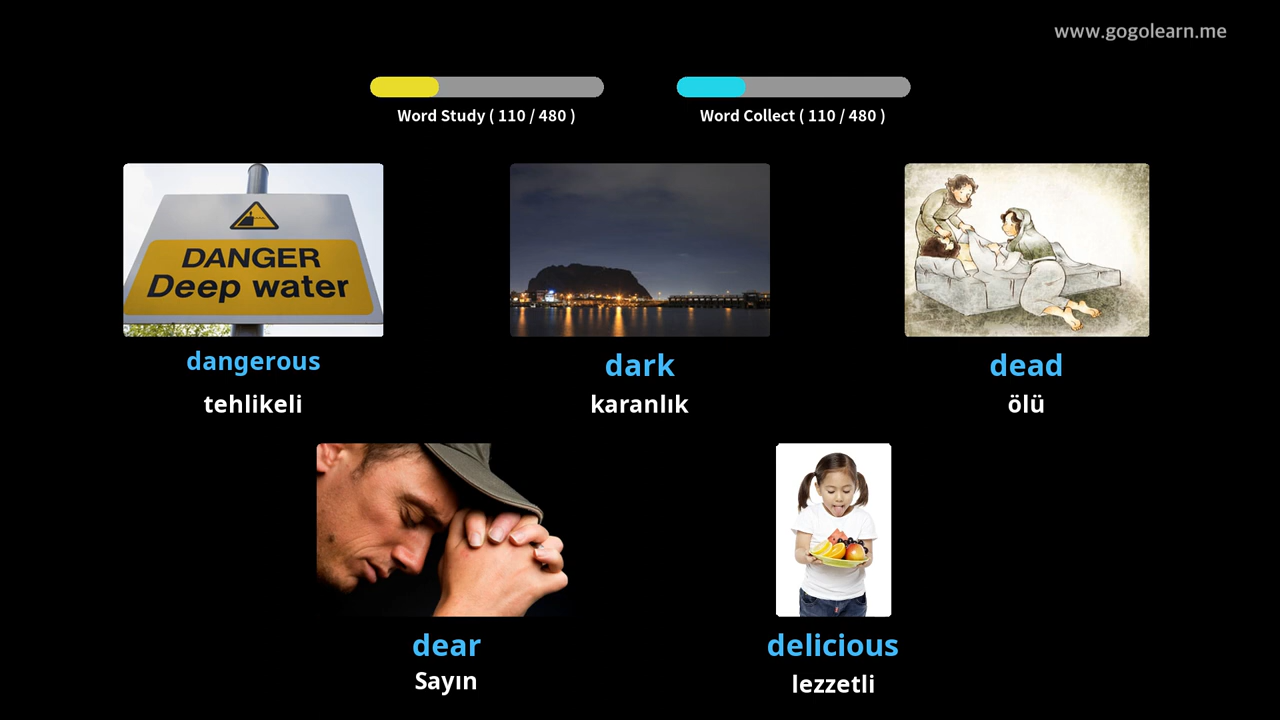 www.gogolearn.me
Word Study ( 110 / 480 )
Word Collect ( 110 / 480 )
DANGER
Deep water
dangerous
tehlikeli
dark
karanlık
dead
ölü
dear
Sayın
delicious
lezzetli